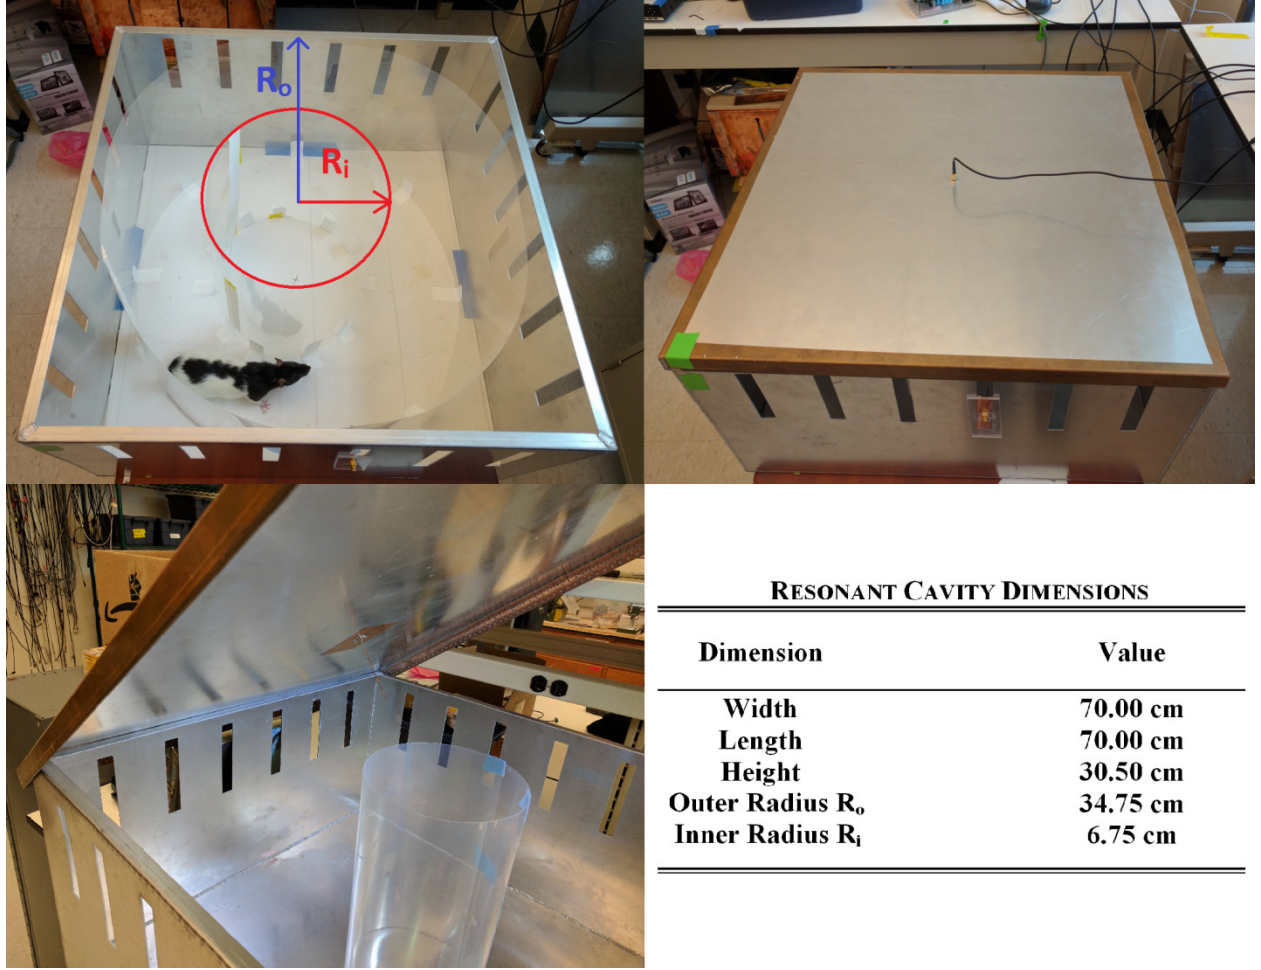 Rₒ
Rᵢ
RESONANT CAVITY DIMENSIONS
Dimension Value
Width 70.00 cm
Length 70.00 cm
Height 30.50 cm
Outer Radius Rₒ 34.75 cm
Inner Radius Rᵢ 6.75 cm